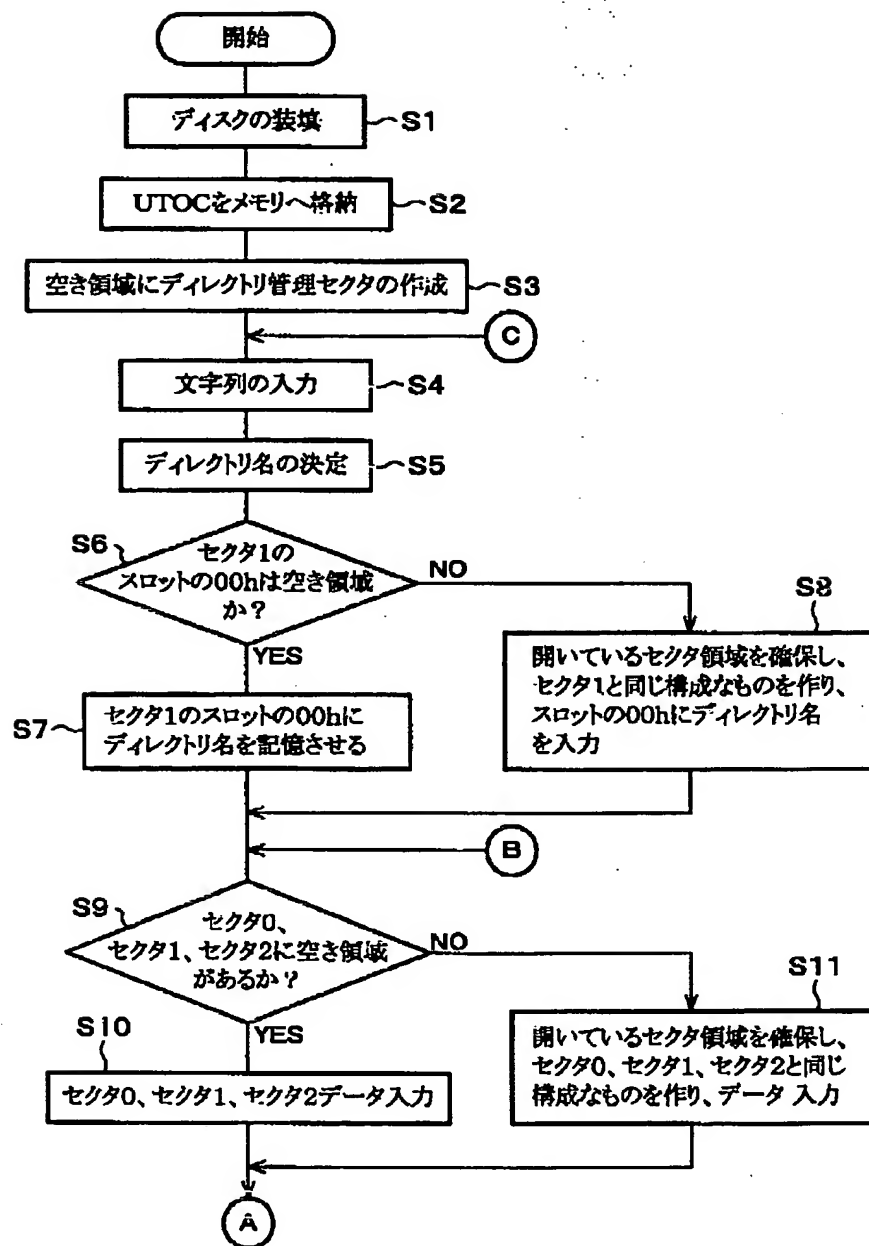 開始
ディスクの装填
S1
UTOCをメモリへ格納
S2
空き領域にディレクトリ管理セクタの作成
S3
C
文字列の入力
S4
ディレクトリ名の決定
S5
S6
セクタ1の
スロットの00hは空き領域
か?
NO
YES
S8
開いているセクタ領域を確保し、
セクタ1と同じ構成なものを作り、
スロットの00hにディレクトリ名
を入力
S7
セクタ1のスロットの00hに
ディレクトリ名を記憶させる
B
S9
セクタ0、
セクタ1、セクタ2に空き領域
があるか?
NO
YES
S11
開いているセクタ領域を確保し、
セクタ0、セクタ1、セクタ2と同じ
構成なものを作り、データ 入力
S10
セクタ0、セクタ1、セクタ2データ入力
A